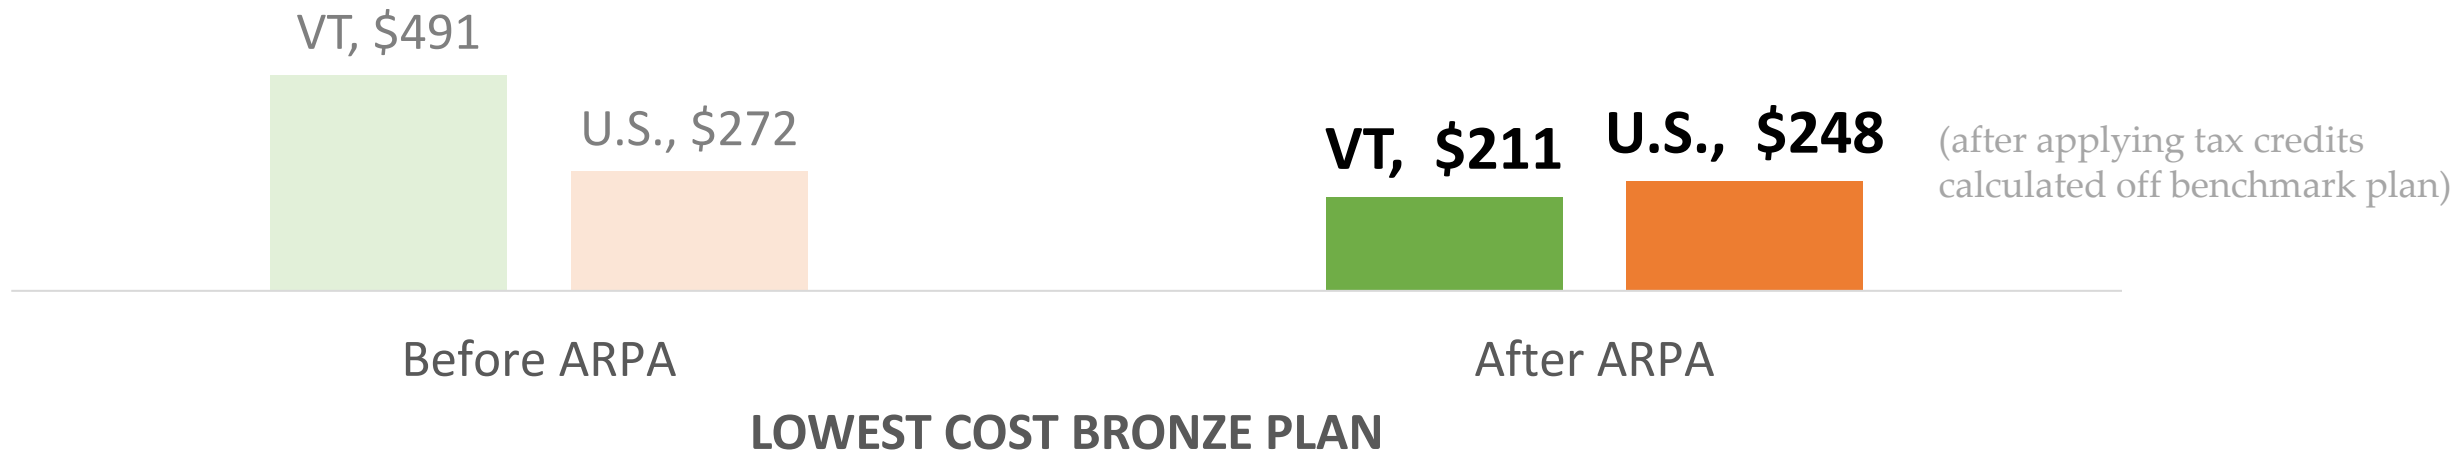 VT, $491
U.S., $272
VT, $211
U.S., $248
(after applying tax credits
calculated off benchmark plan)
Before ARPA
After ARPA
LOWEST COST BRONZE PLAN